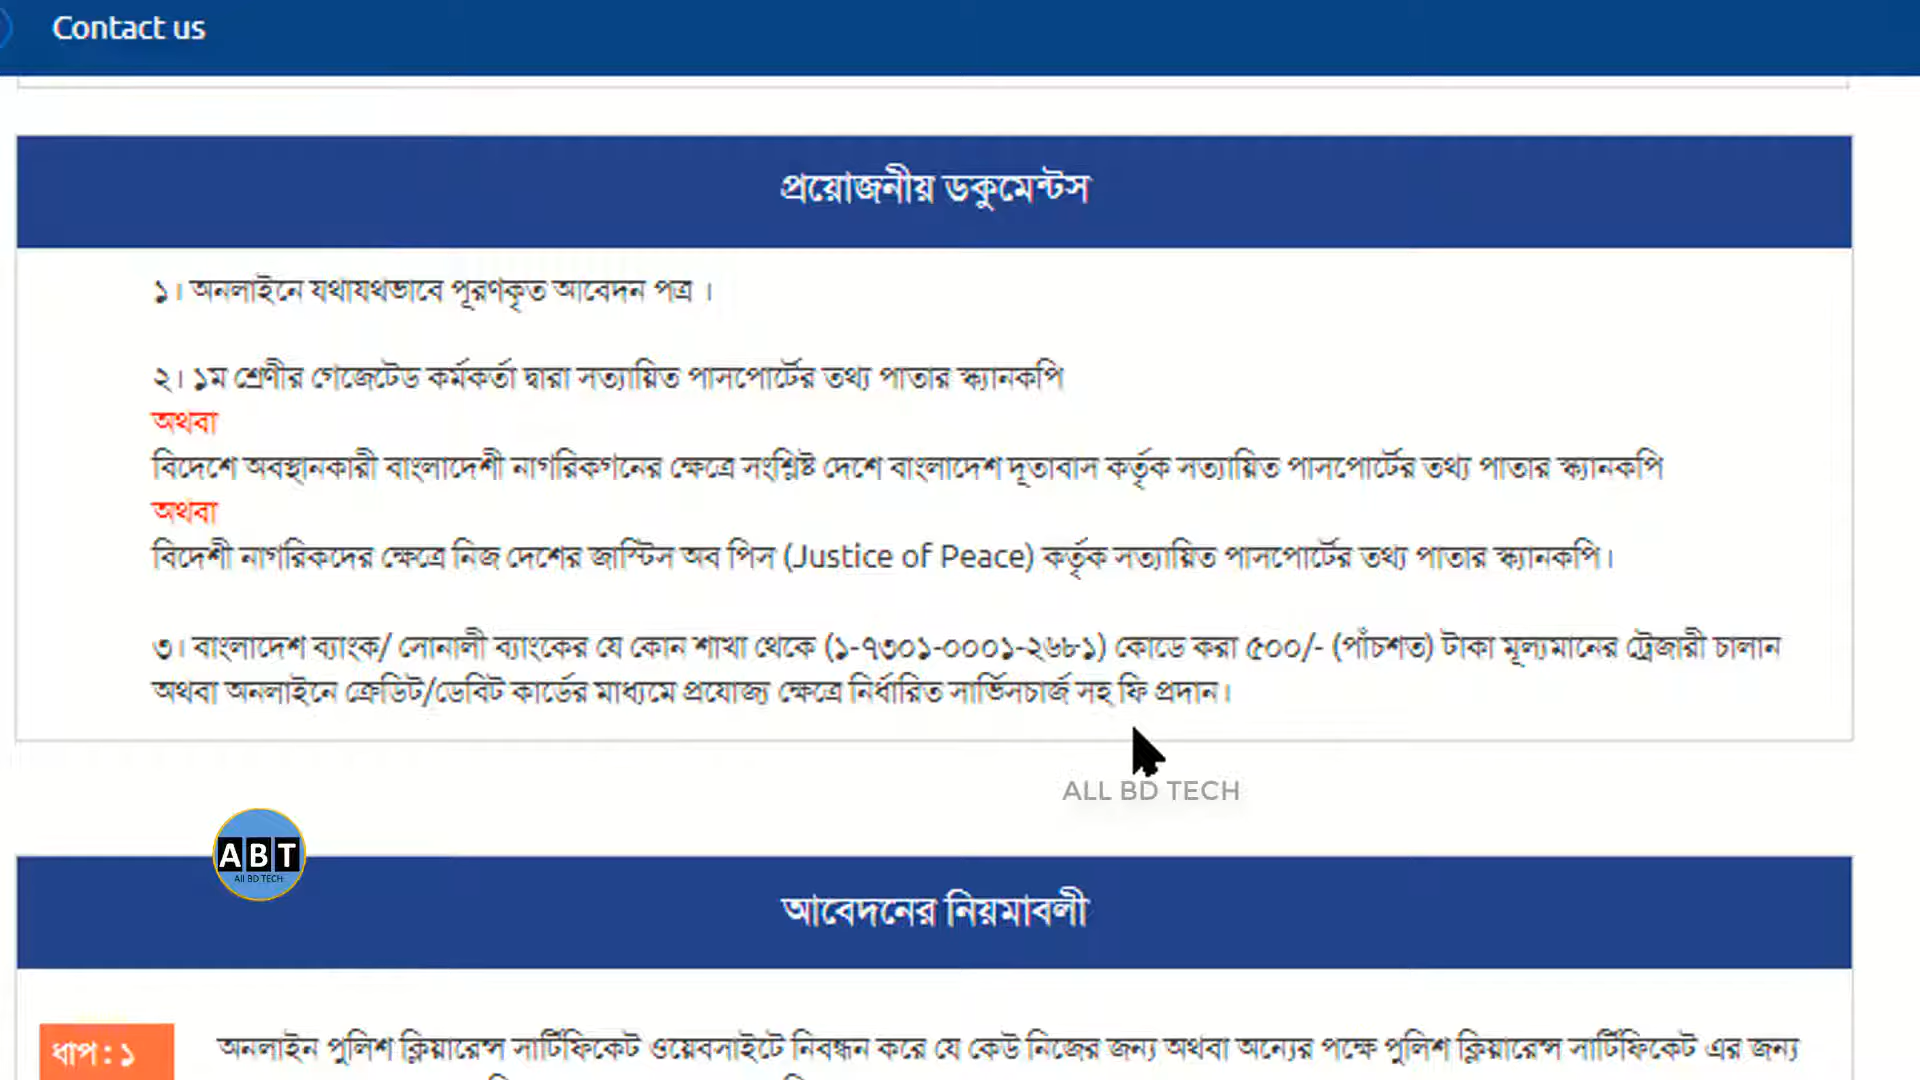 Contact us
প্রয়োজনীয় ডকুমেন্টস
১। অনলাইনে যথাযথভাবে পূরণকৃত আবেদন পত্র ।
২। ১ম শ্রেণীর গেজেটেড কর্মকর্তা দ্বারা সত্যায়িত পাসপোর্টের তথ্য পাতার স্ক্যানকপি
অথবা
বিদেশে অবস্থানকারী বাংলাদেশী নাগরিকগনের ক্ষেত্রে সংশ্লিষ্ট দেশে বাংলাদেশ দূতাবাস কর্তৃক সত্যায়িত পাসপোর্টের তথ্য পাতার স্ক্যানকপি
অথবা
বিদেশী নাগরিকদের ক্ষেত্রে নিজ দেশের জাস্টিস অব পিস (Justice of Peace) কর্তৃক সত্যায়িত পাসপোর্টের তথ্য পাতার স্ক্যানকপি।
৩। বাংলাদেশ ব্যাংক/ সোনালী ব্যাংকের যে কোন শাখা থেকে (১-৭৩০১-০০০১-২৬৮১) কোডে করা ৫০০/- (পাঁচশত) টাকা মূল্যমানের ট্রেজারী চালান
অথবা অনলাইনে ক্রেডিট/ডেবিট কার্ডের মাধ্যমে প্রযোজ্য ক্ষেত্রে নির্ধারিত সার্ভিসচার্জ সহ ফি প্রদান।
ALL BD TECH
ABT
All BD TECH
আবেদনের নিয়মাবলী
ধাপ : ১
অনলাইন পুলিশ ক্লিয়ারেন্স সার্টিফিকেট ওয়েবসাইটে নিবন্ধন করে যে কেউ নিজের জন্য অথবা অন্যের পক্ষে পুলিশ ক্লিয়ারেন্স সার্টিফিকেট এর জন্য